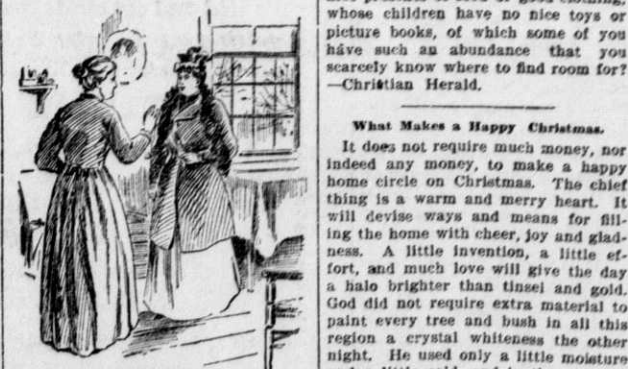 whose children have no nice toys or
picture books, of which some of you
háve such an abundance that you
scarcely know where to find room for?
—Christian Herald.
What Makes a Happy Christmas.
It does not require much money, nor
indeed any money, to make a happy
home circle on Christmas. The chief
thing is a warm and merry heart. It
will devise ways and means for fill-
ing the home with cheer, joy and glad-
ness. A little invention, a little ef-
fort, and much love will give the day
a halo brighter than tinsel and gold.
God did not require extra material to
paint every tree and bush in all this
region a crystal whiteness the other
night. He used only a little moisture